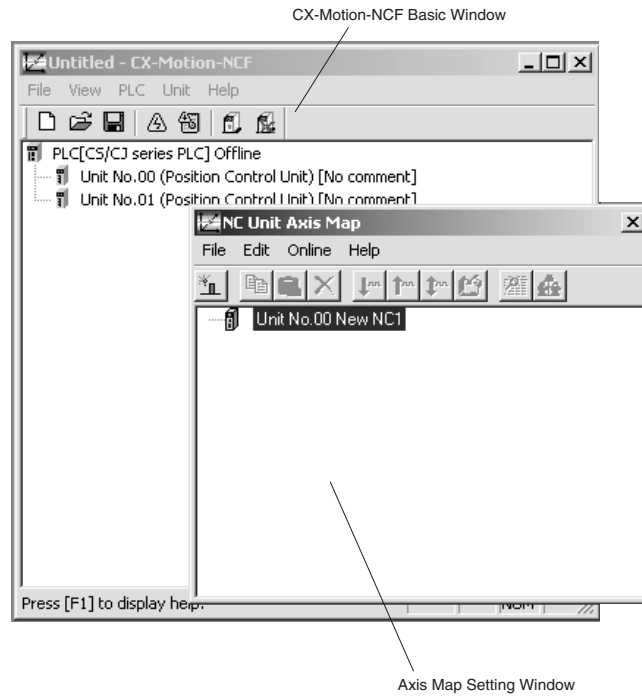 CX-Motion-NCF Basic Window
Untitled - CX-Motion-NCF
File View PLC Unit Help
PLC[CS/CJ series PLC] Offline
Unit No.00 (Position Control Unit) [No comment]
Unit No.01 (Position Control Unit) [No comment]
NC Unit Axis Map
File Edit Online Help
Unit No.00 New NC1
Press [F1] to display help.
NUM
Axis Map Setting Window